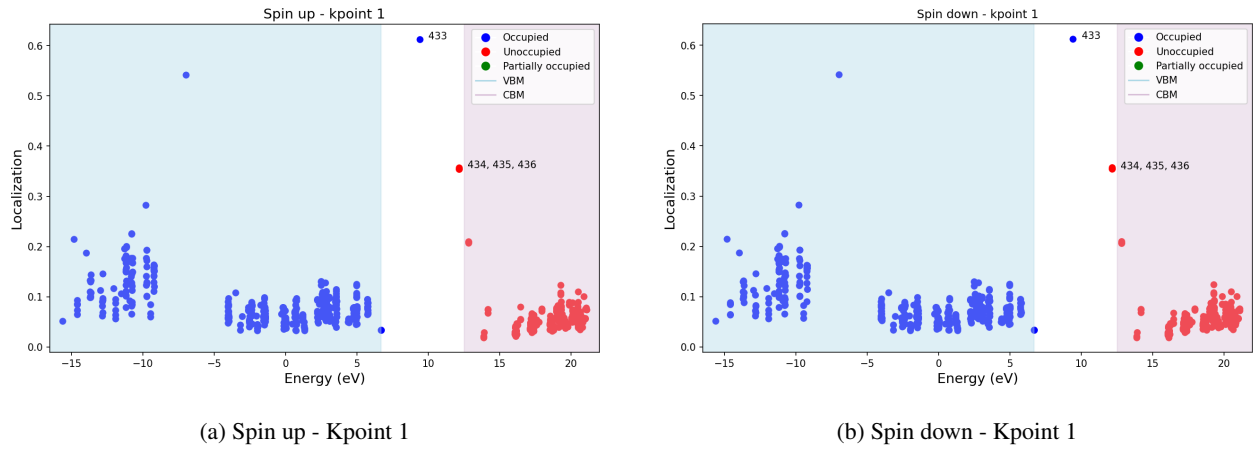 Spin up - kpoint 1
Localization
0.6
0.5
0.4
0.3
0.2
0.1
0.0
433
434, 435, 436
Occupied
Unoccupied
Partially occupied
VBM
CBM
−15
−10
−5
0
5
10
15
20
Energy (eV)
(a) Spin up - Kpoint 1
Spin down - kpoint 1
Localization
0.6
0.5
0.4
0.3
0.2
0.1
0.0
433
434, 435, 436
Occupied
Unoccupied
Partially occupied
VBM
CBM
−15
−10
−5
0
5
10
15
20
Energy (eV)
(b) Spin down - Kpoint 1